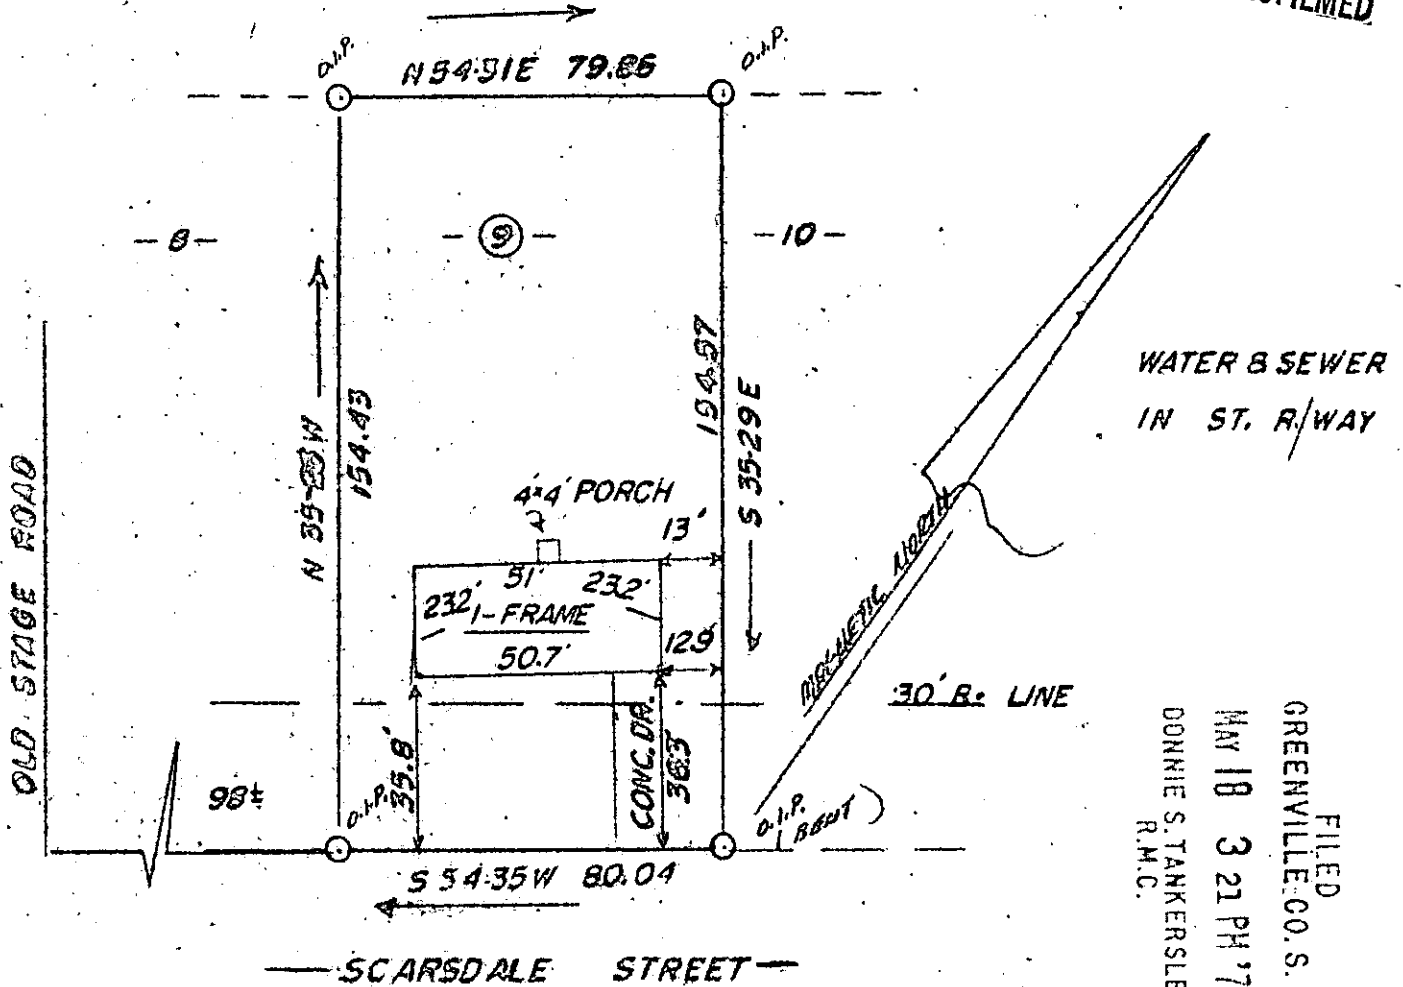 O.I.P.
N 54-31E 79.86
O.I.P.
- 8 -
- 9 -
- 10 -
WATER & SEWER
IN ST. R/WAY
154.43
154.57
S 35-29 E
OLD STAGE ROAD
4'x4' PORCH
13'
51'
23.2'
23.2'
1-FRAME
50.7'
12.9'
MAGNETIC NORTH
30' B. LINE
98±
O.I.P.
35.8'
CONC. DR.
36.3'
O.I.P.
BENT
S 54-35W 80.04
SCARSDALE STREET
FILED
GREENVILLE CO. S.
MAY 18 3 21 PM '7
DONNIE S. TANKERSLE
R.M.C.